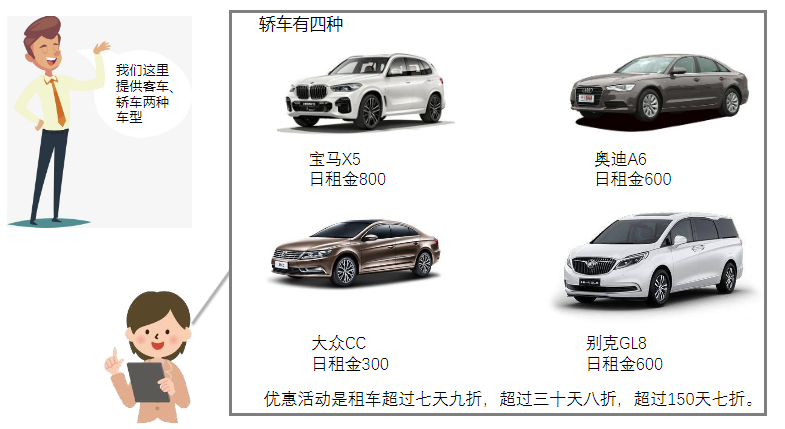 我们这里
提供客车、
轿车两种
车型
轿车有四种
宝马X5
日租金800
奥迪A6
日租金600
大众CC
日租金300
别克GL8
日租金600
优惠活动是租车超过七天九折，超过三十天八折，超过150天七折。